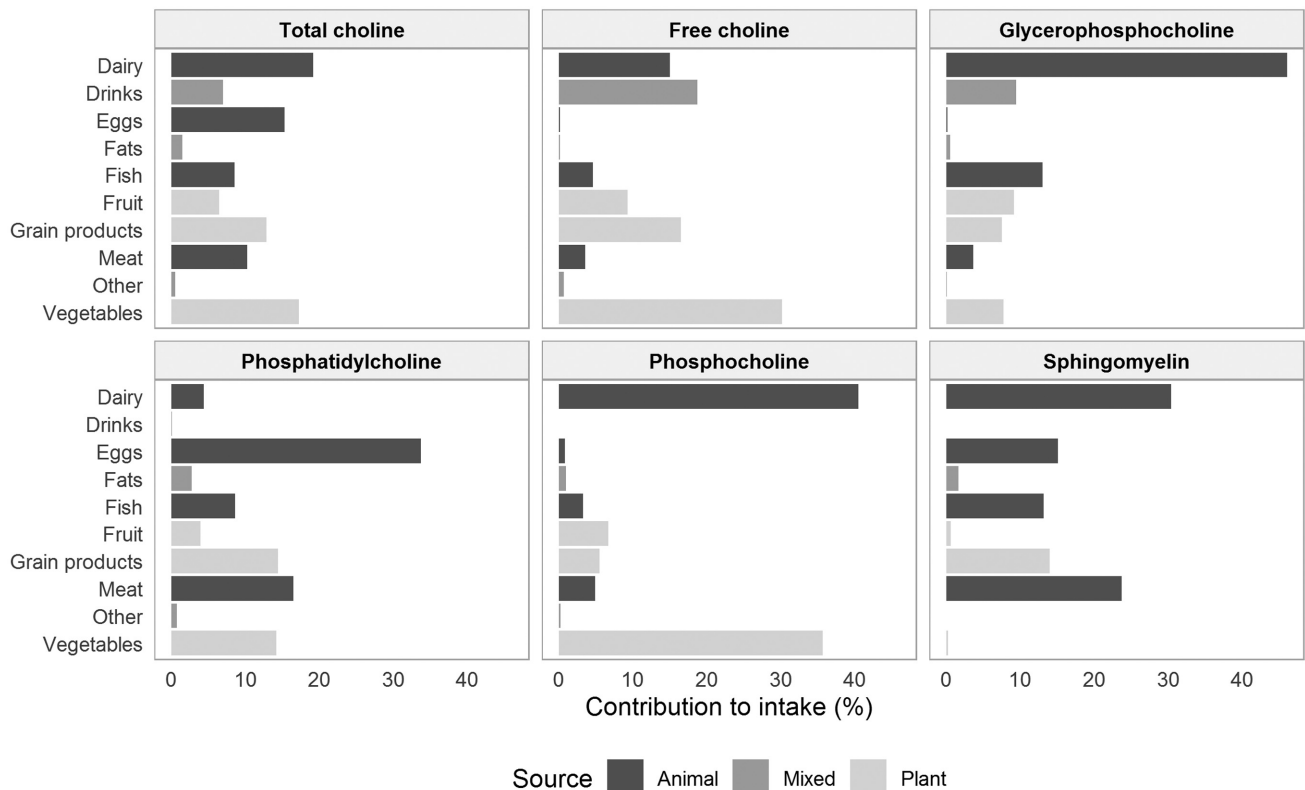 Total choline
Free choline
Glycerophosphocholine
Dairy
Drinks
Eggs
Fats
Fish
Fruit
Grain products
Meat
Other
Vegetables
Phosphatidylcholine
Phosphocholine
Sphingomyelin
Dairy
Drinks
Eggs
Fats
Fish
Fruit
Grain products
Meat
Other
Vegetables
0 10 20 30 40
0 10 20 30 40
0 10 20 30 40
Contribution to intake (%)
Source Animal Mixed Plant